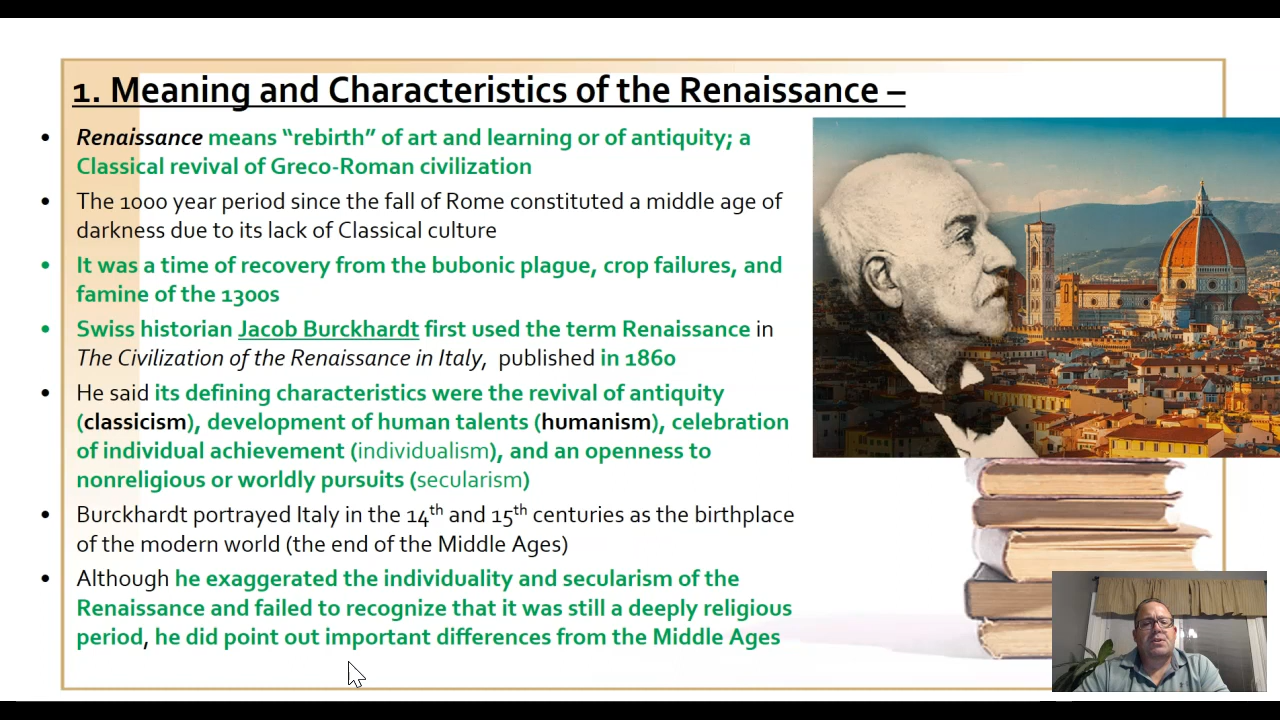 1. Meaning and Characteristics of the Renaissance –
• Renaissance means “rebirth” of art and learning or of antiquity; a
Classical revival of Greco-Roman civilization
• The 1000 year period since the fall of Rome constituted a middle age of
darkness due to its lack of Classical culture
• It was a time of recovery from the bubonic plague, crop failures, and
famine of the 1300s
• Swiss historian Jacob Burckhardt first used the term Renaissance in
The Civilization of the Renaissance in Italy, published in 1860
• He said its defining characteristics were the revival of antiquity
(classicism), development of human talents (humanism), celebration
of individual achievement (individualism), and an openness to
nonreligious or worldly pursuits (secularism)
• Burckhardt portrayed Italy in the 14th and 15th centuries as the birthplace
of the modern world (the end of the Middle Ages)
• Although he exaggerated the individuality and secularism of the
Renaissance and failed to recognize that it was still a deeply religious
period, he did point out important differences from the Middle Ages